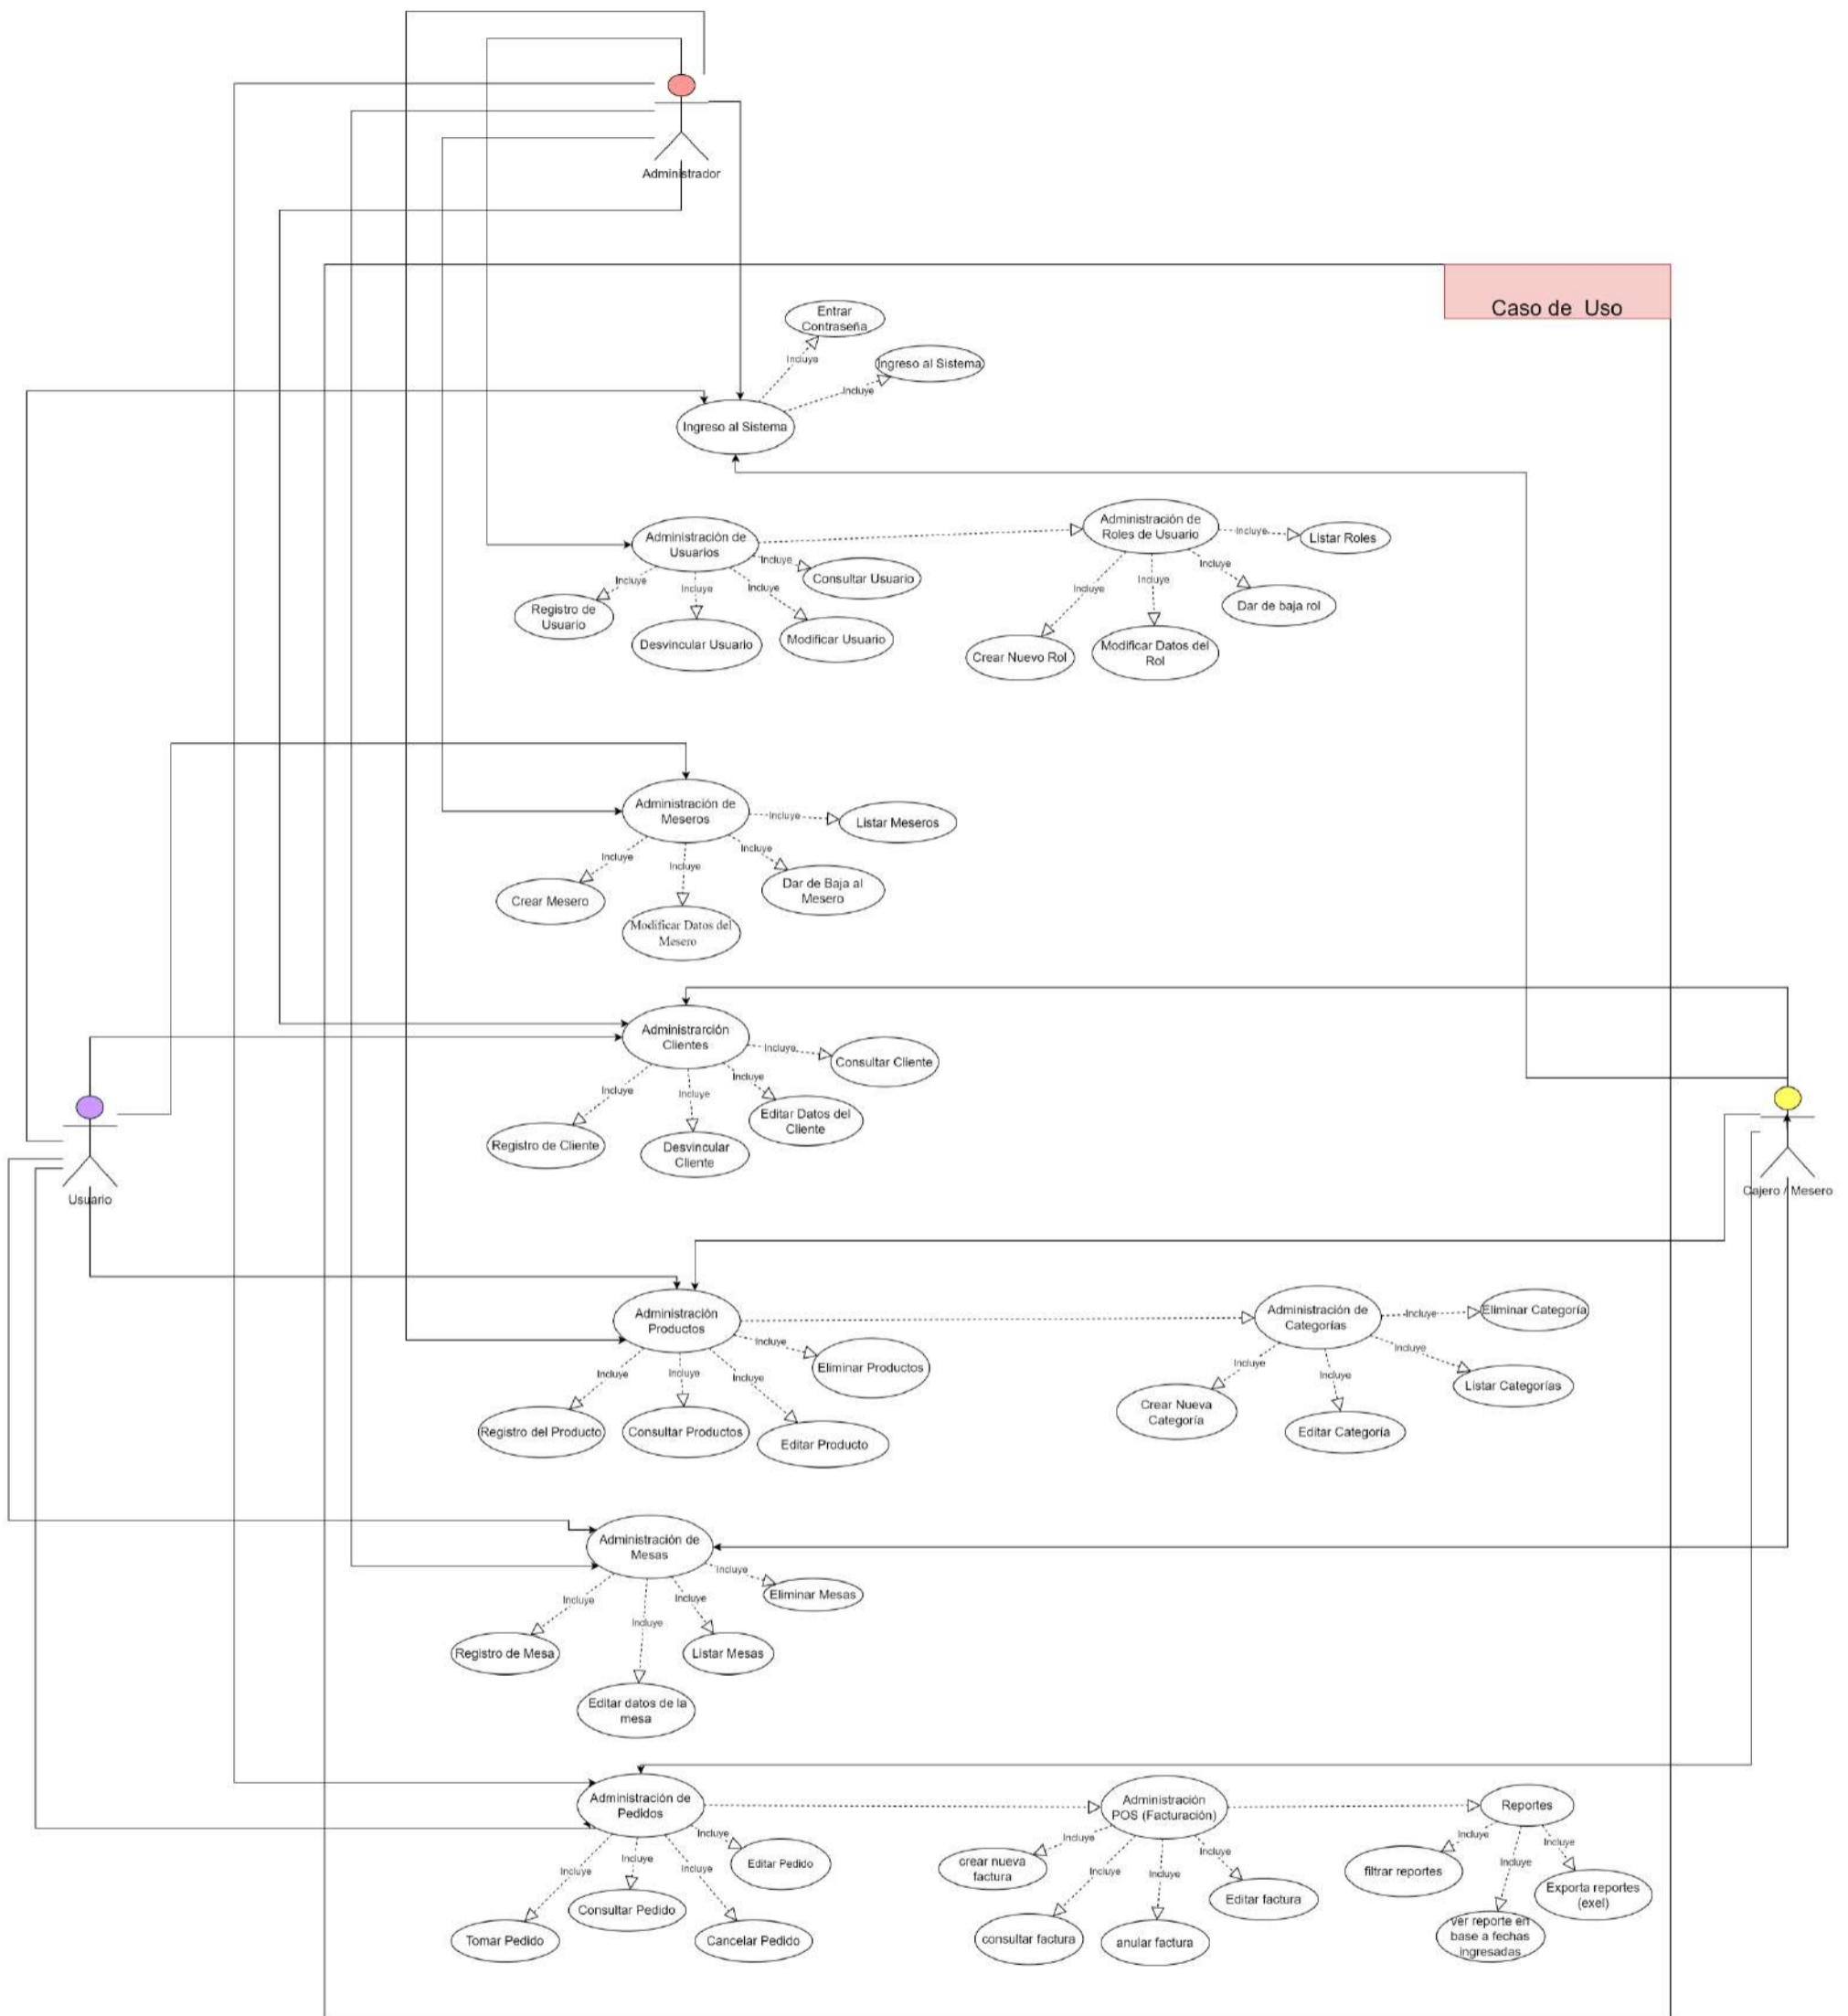 Administrador
Caso de Uso
Entrar
Contraseña
Incluye
Ingreso al Sistema
Incluye
Ingreso al Sistema
Administración de
Usuarios
Administración de
Roles de Usuario
Incluye
Listar Roles
Incluye
Consultar Usuario
Incluye
Incluye
Incluye
Incluye
Incluye
Incluye
Registro de
Usuario
Desvincular Usuario
Modificar Usuario
Dar de baja rol
Crear Nuevo Rol
Modificar Datos del
Rol
Administración de
Meseros
Incluye
Listar Meseros
Incluye
Incluye
Incluye
Crear Mesero
Dar de Baja al
Mesero
Modificar Datos del
Mesero
Administrarción
Clientes
Incluye
Consultar Cliente
Incluye
Incluye
Incluye
Registro de Cliente
Desvincular
Cliente
Editar Datos del
Cliente
Usuario
Cajero / Mesero
Administración
Productos
Administración de
Categorías
Incluye
Eliminar Categoría
Incluye
Eliminar Productos
Incluye
Incluye
Incluye
Incluye
Incluye
Incluye
Listar Categorías
Registro del Producto
Consultar Productos
Editar Producto
Crear Nueva
Categoría
Editar Categoría
Administración de
Mesas
Incluye
Eliminar Mesas
Incluye
Incluye
Incluye
Registro de Mesa
Listar Mesas
Editar datos de la
mesa
Administración de
Pedidos
Administración
POS (Facturación)
Reportes
Incluye
Incluye
Incluye
Incluye
Incluye
Incluye
Incluye
Incluye
Incluye
Incluye
Incluye
Editar Pedido
crear nueva
factura
filtrar reportes
Consultar Pedido
Editar factura
Exporta reportes
(exel)
Tomar Pedido
Cancelar Pedido
consultar factura
anular factura
ver reporte en
base a fechas
ingresadas